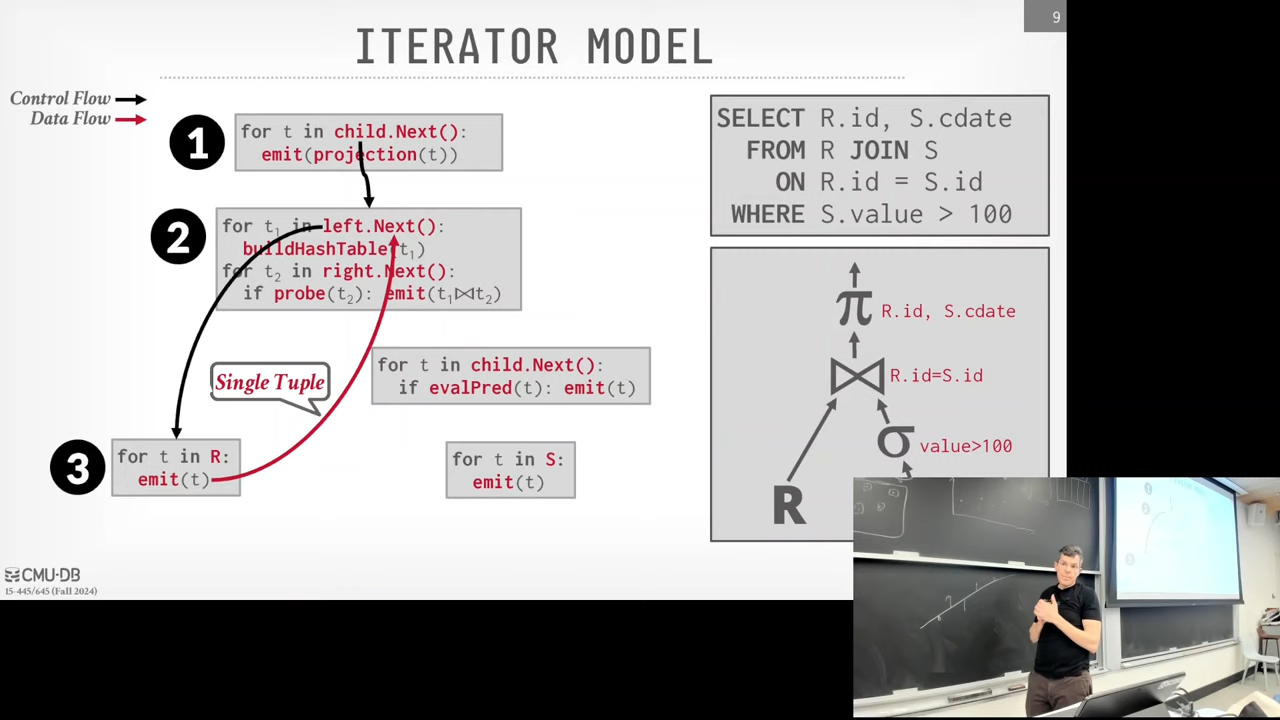 9
ITERATOR MODEL
Control Flow
Data Flow
1
for t in child.Next():
emit(projection(t))
2
for t₁ in left.Next():
buildHashTable(t₁)
for t₂ in right.Next():
if probe(t₂): emit(t₁⨝t₂)
for t in child.Next():
if evalPred(t): emit(t)
Single Tuple
3
for t in R:
emit(t)
for t in S:
emit(t)
SELECT R.id, S.cdate
FROM R JOIN S
ON R.id = S.id
WHERE S.value > 100
π R.id, S.cdate
⨝ R.id=S.id
σ value>100
R
CMU·DB
15-445/645 (Fall 2024)